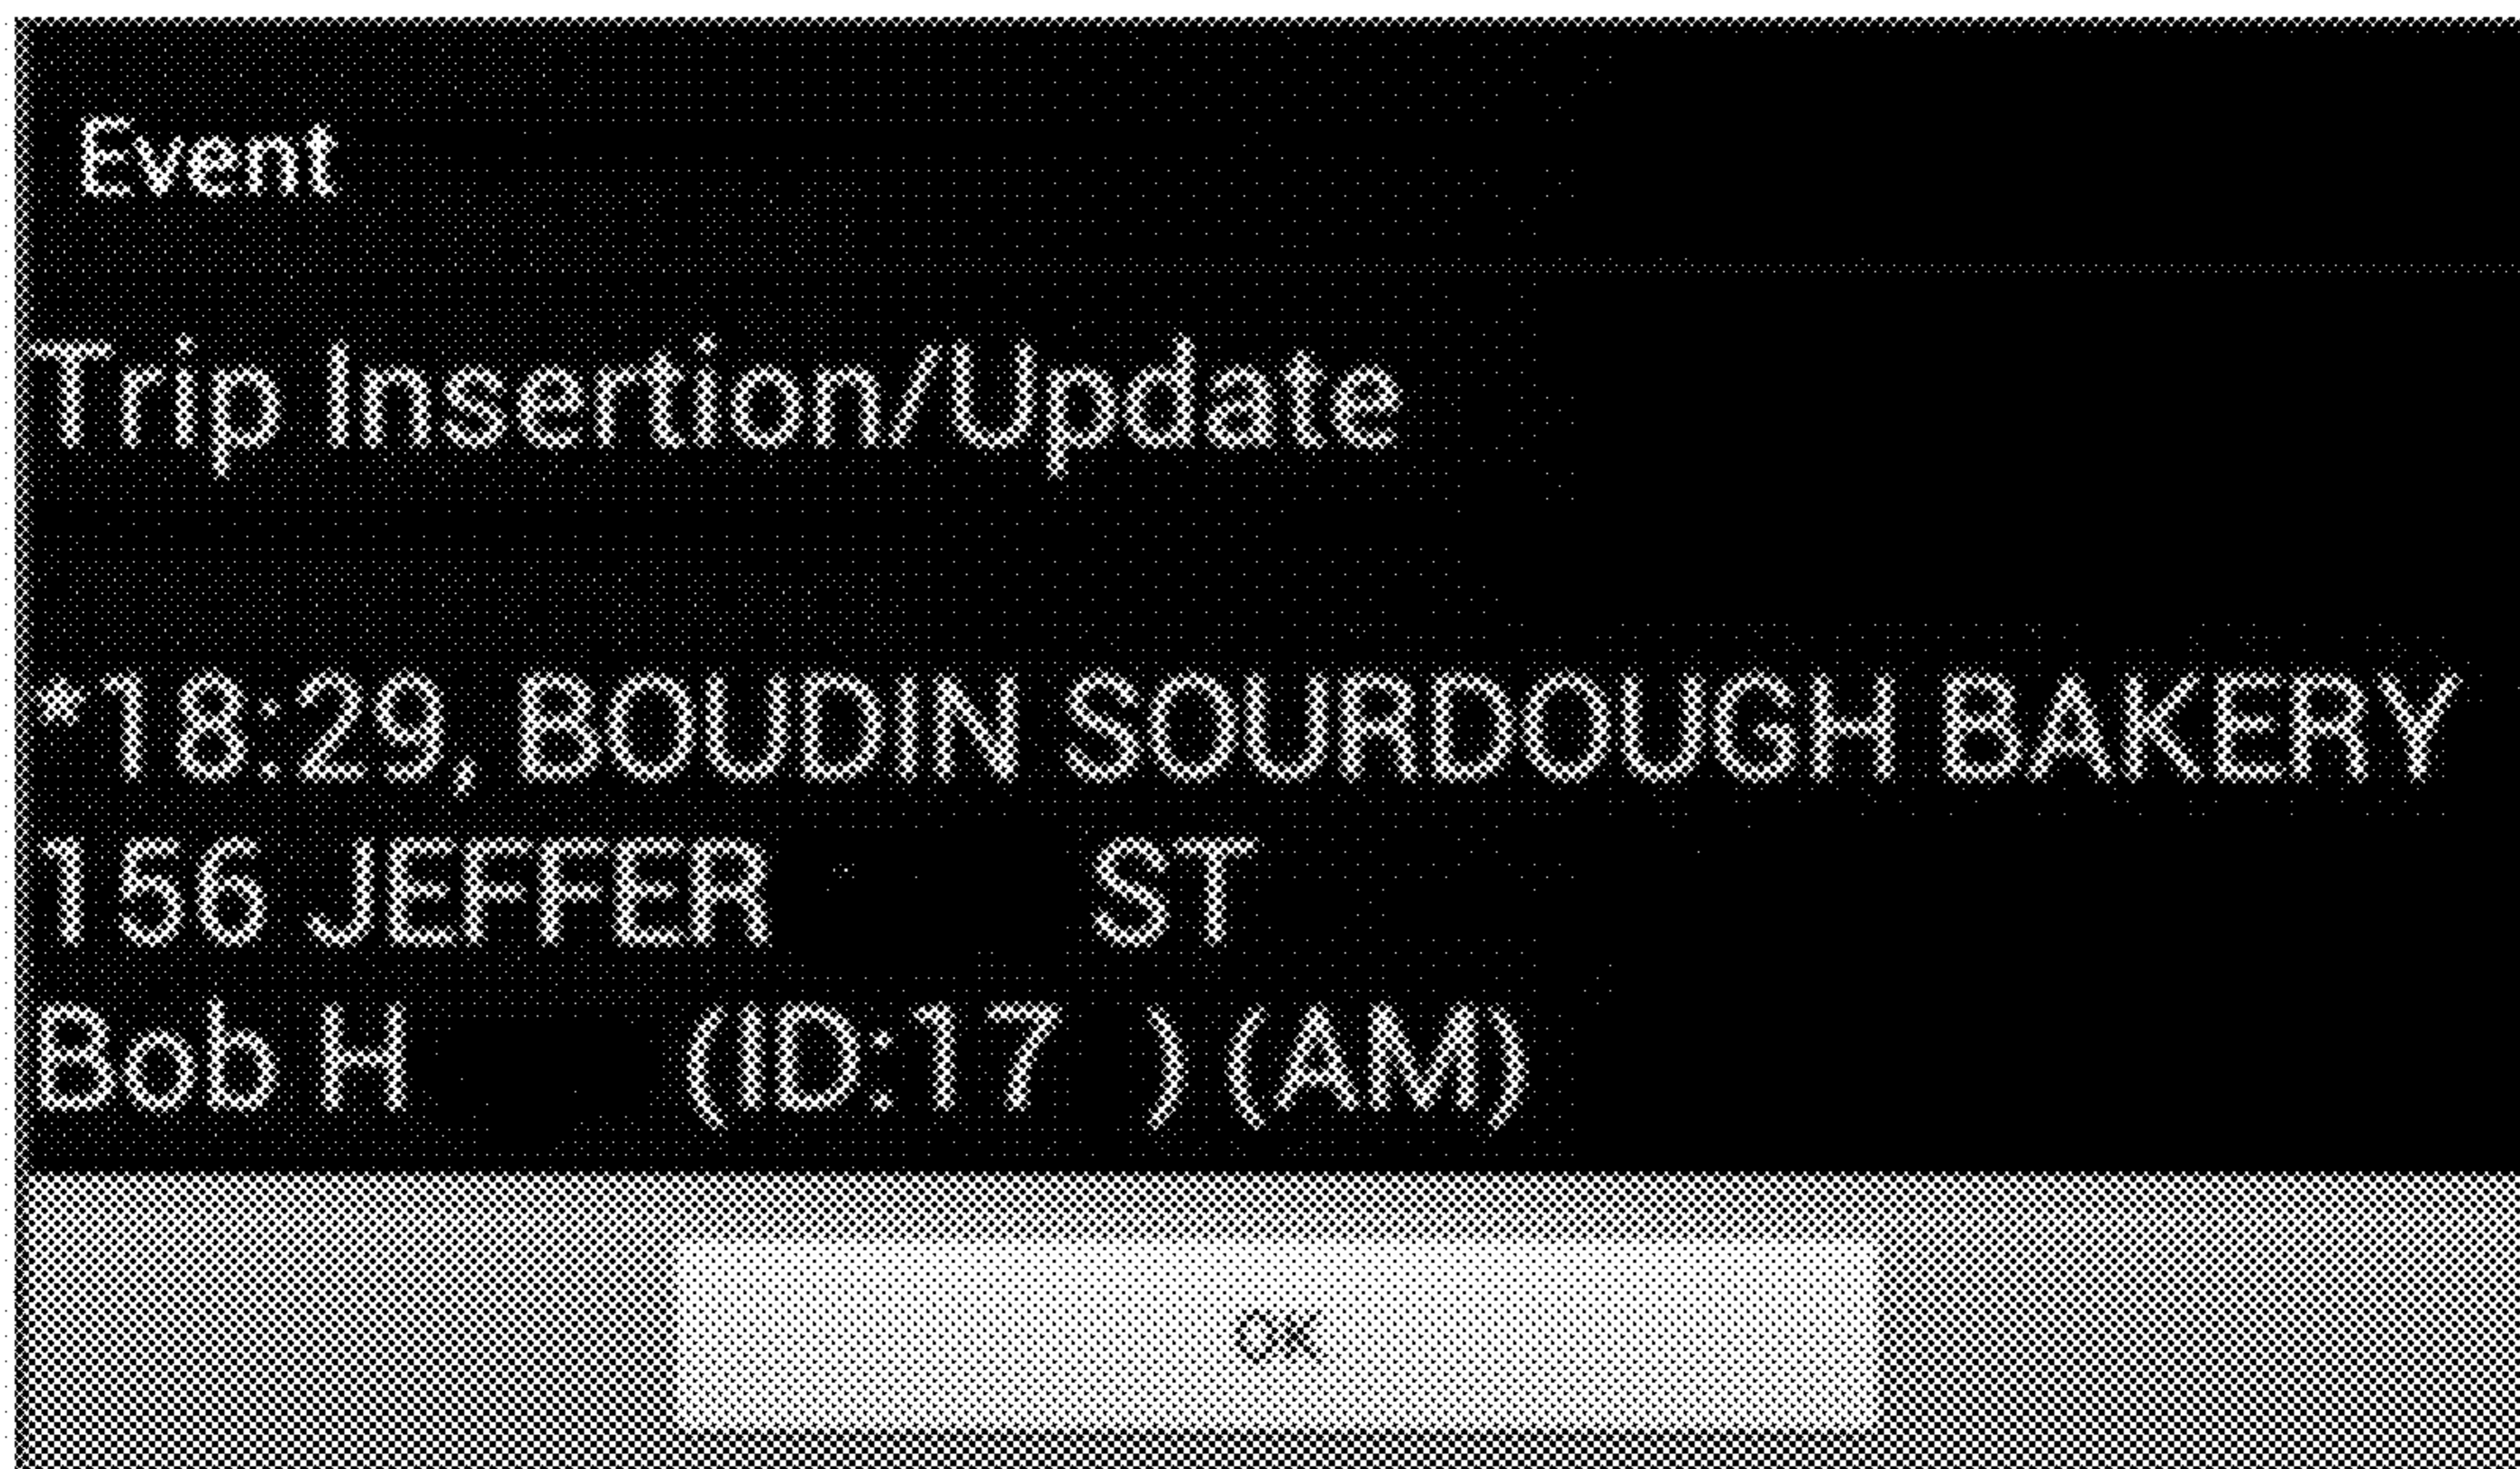 Event
Trip Insertion/Update
*18:29, BOUDIN SOURDOUGH BAKERY
156 JEFFER ST
Bob H (ID:17 ) (AM)
OK